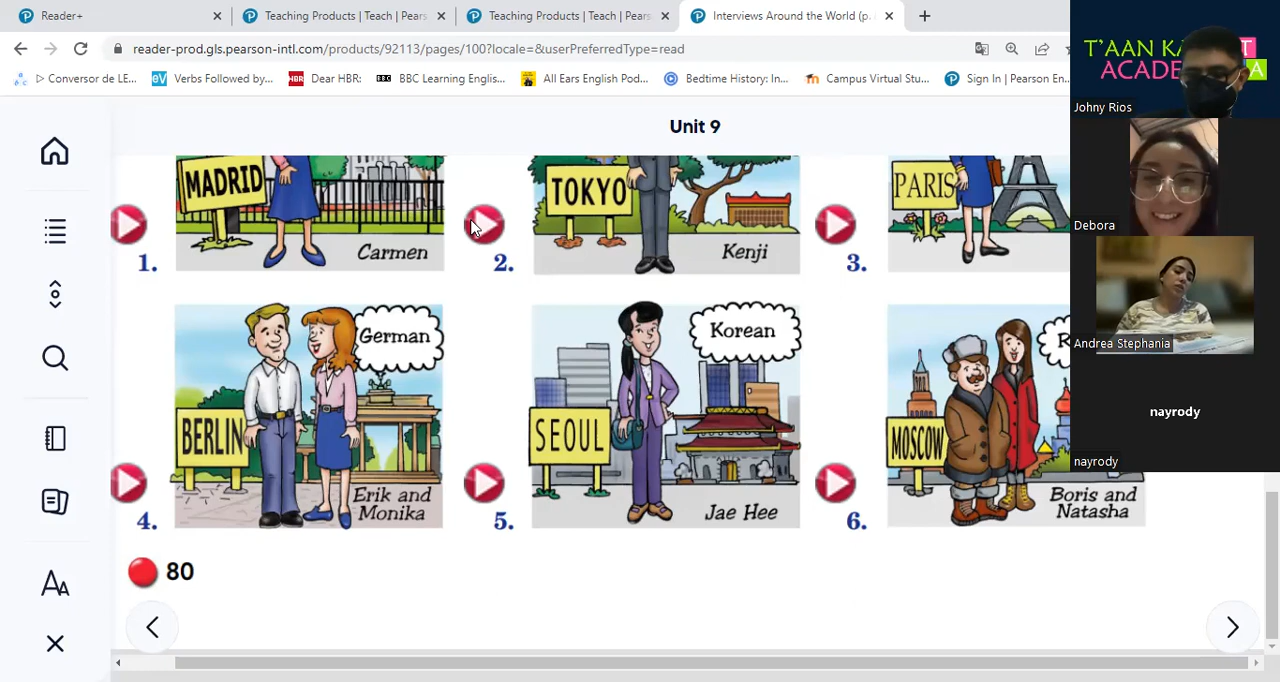 Reader+
Teaching Products | Teach | Pears
Teaching Products | Teach | Pears
Interviews Around the World (p.
reader-prod.gls.pearson-intl.com/products/92113/pages/100?locale=&userPreferredType=read
▷ Conversor de LE...
Verbs Followed by...
Dear HBR:
BBC Learning Englis...
All Ears English Pod...
Bedtime History: In...
Campus Virtual Stu...
Sign In | Pearson En...
T'AAN KA
ACADE
Johny Rios
Debora
Andrea Stephania
nayrody
nayrody
Unit 9
MADRID
TOKYO
PARIS
Carmen
Kenji
1.
2.
3.
German
Korean
BERLIN
SEOUL
MOSCOW
Erik and
Monika
Jae Hee
Boris and
Natasha
4.
5.
6.
80
AA